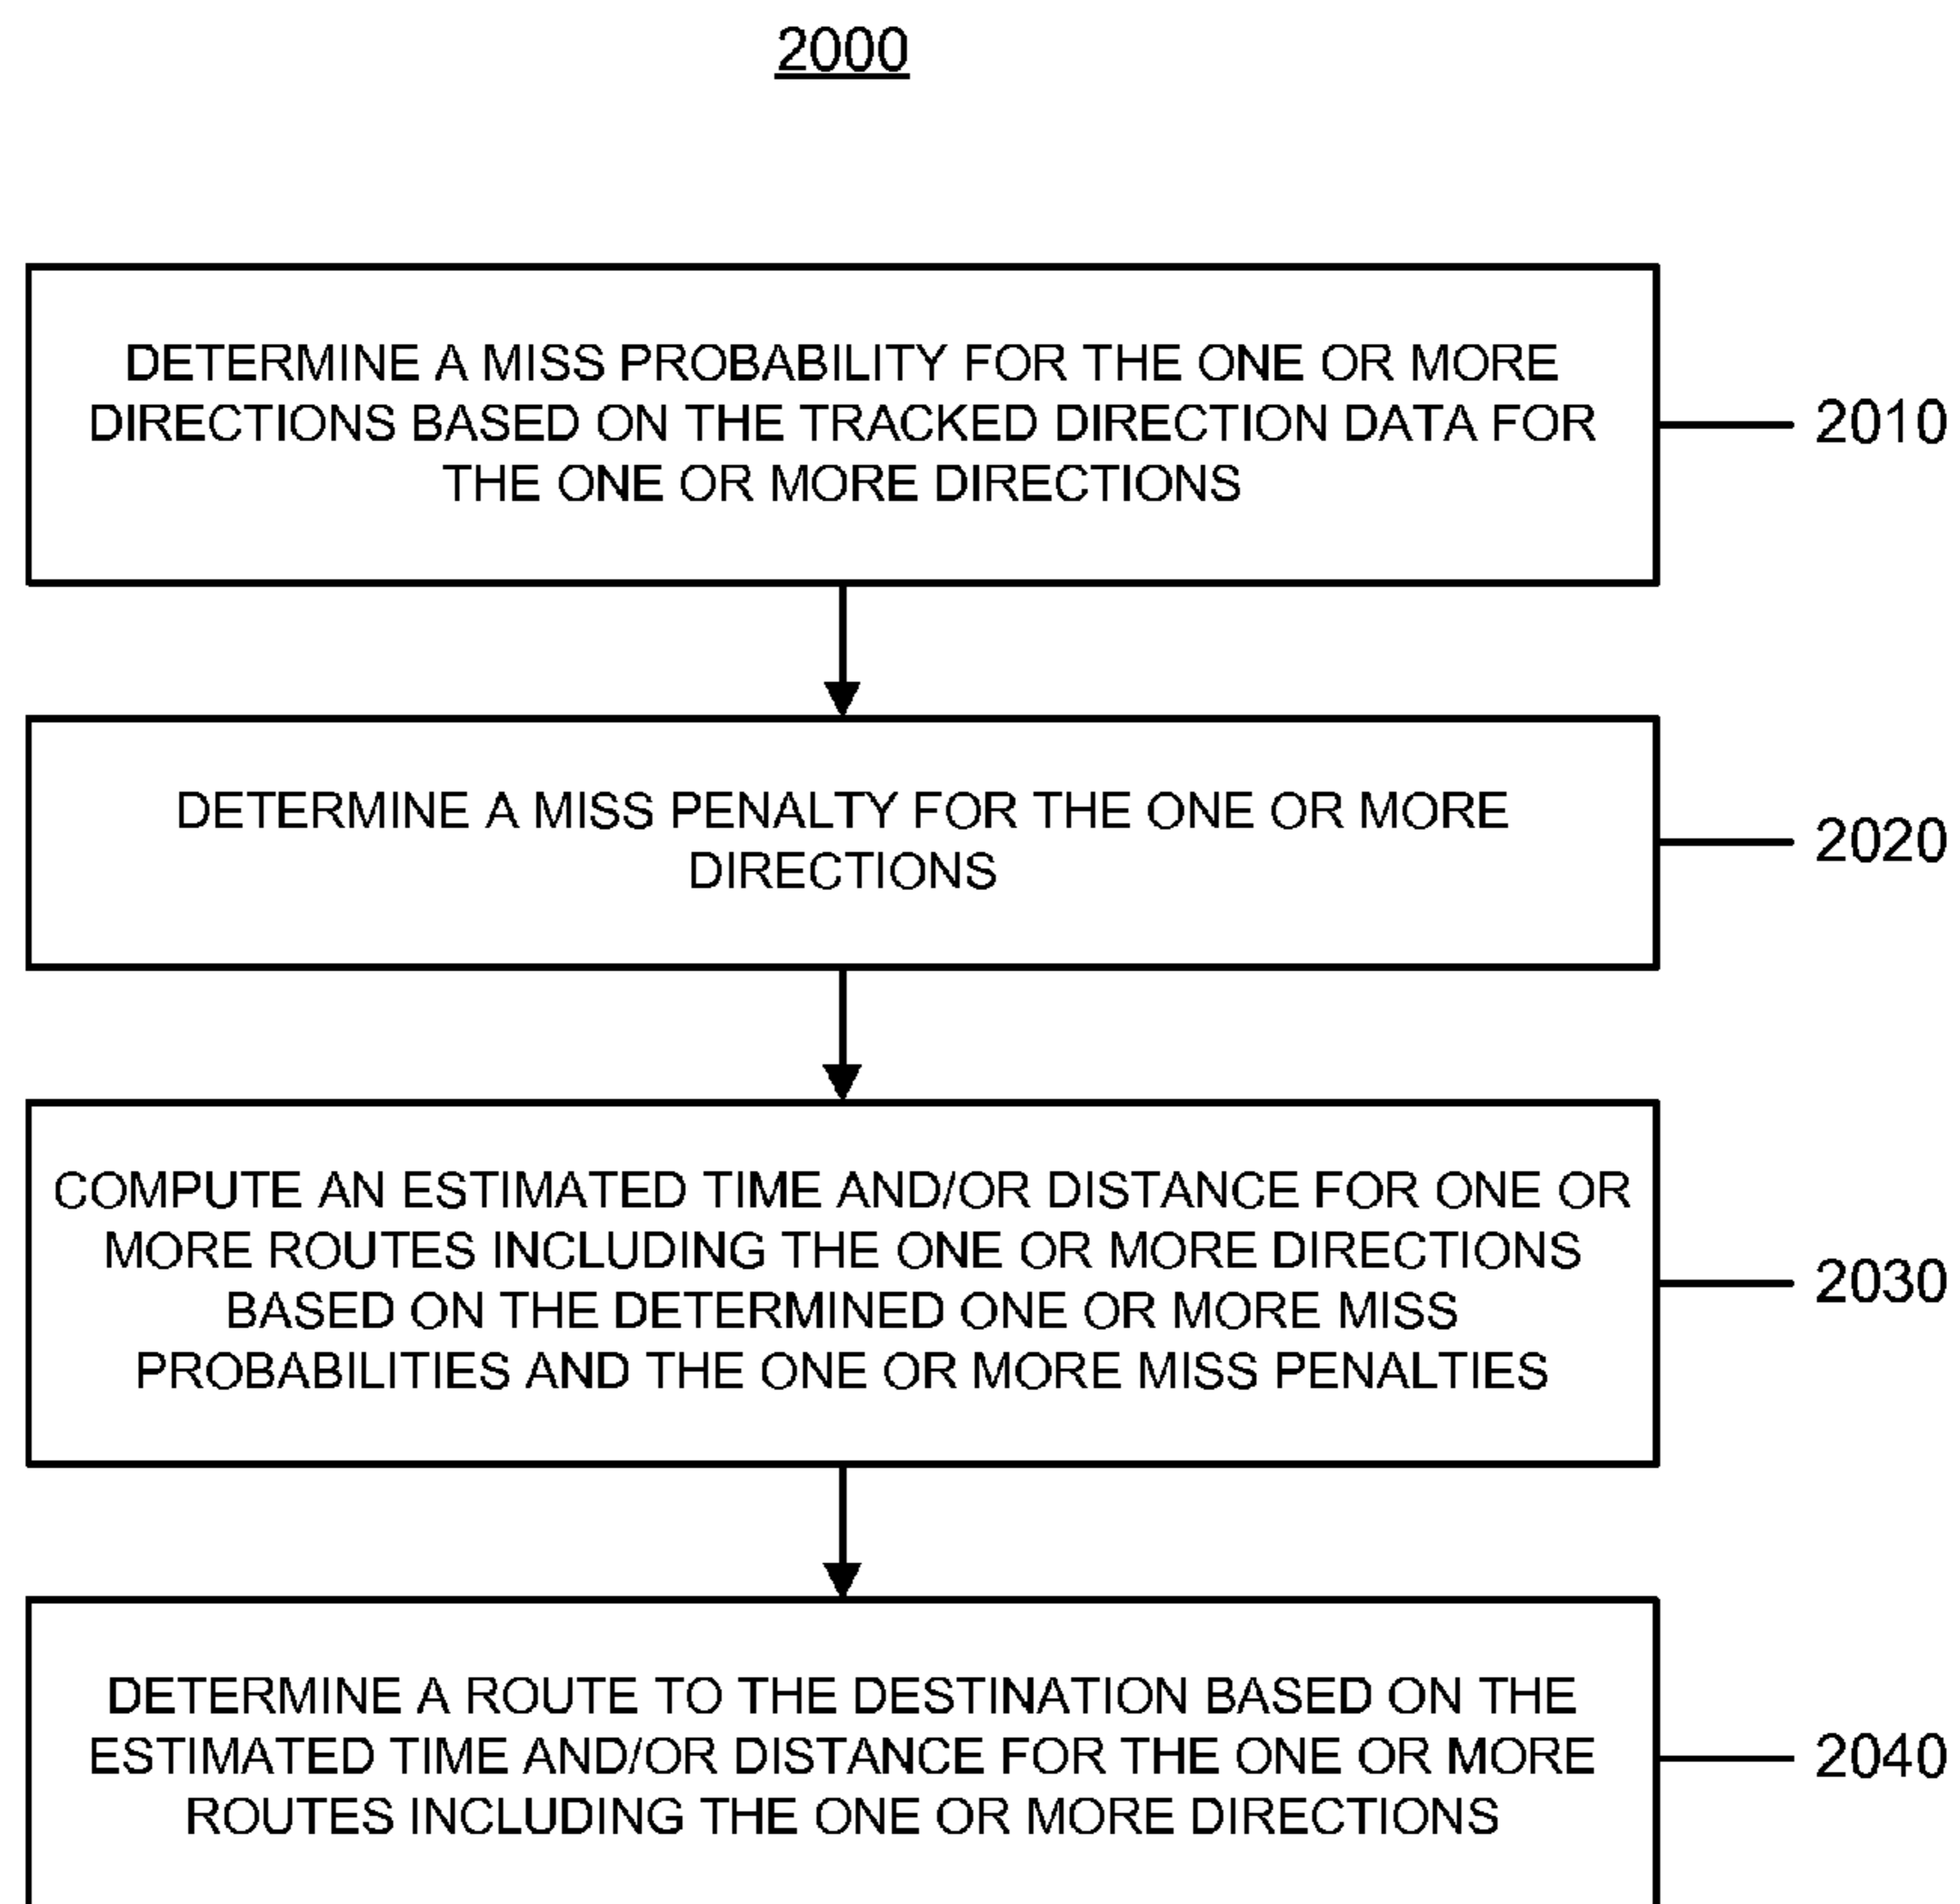 2000
DETERMINE A MISS PROBABILITY FOR THE ONE OR MORE
DIRECTIONS BASED ON THE TRACKED DIRECTION DATA FOR
THE ONE OR MORE DIRECTIONS
2010
DETERMINE A MISS PENALTY FOR THE ONE OR MORE
DIRECTIONS
2020
COMPUTE AN ESTIMATED TIME AND/OR DISTANCE FOR ONE OR
MORE ROUTES INCLUDING THE ONE OR MORE DIRECTIONS
BASED ON THE DETERMINED ONE OR MORE MISS
PROBABILITIES AND THE ONE OR MORE MISS PENALTIES
2030
DETERMINE A ROUTE TO THE DESTINATION BASED ON THE
ESTIMATED TIME AND/OR DISTANCE FOR THE ONE OR MORE
ROUTES INCLUDING THE ONE OR MORE DIRECTIONS
2040